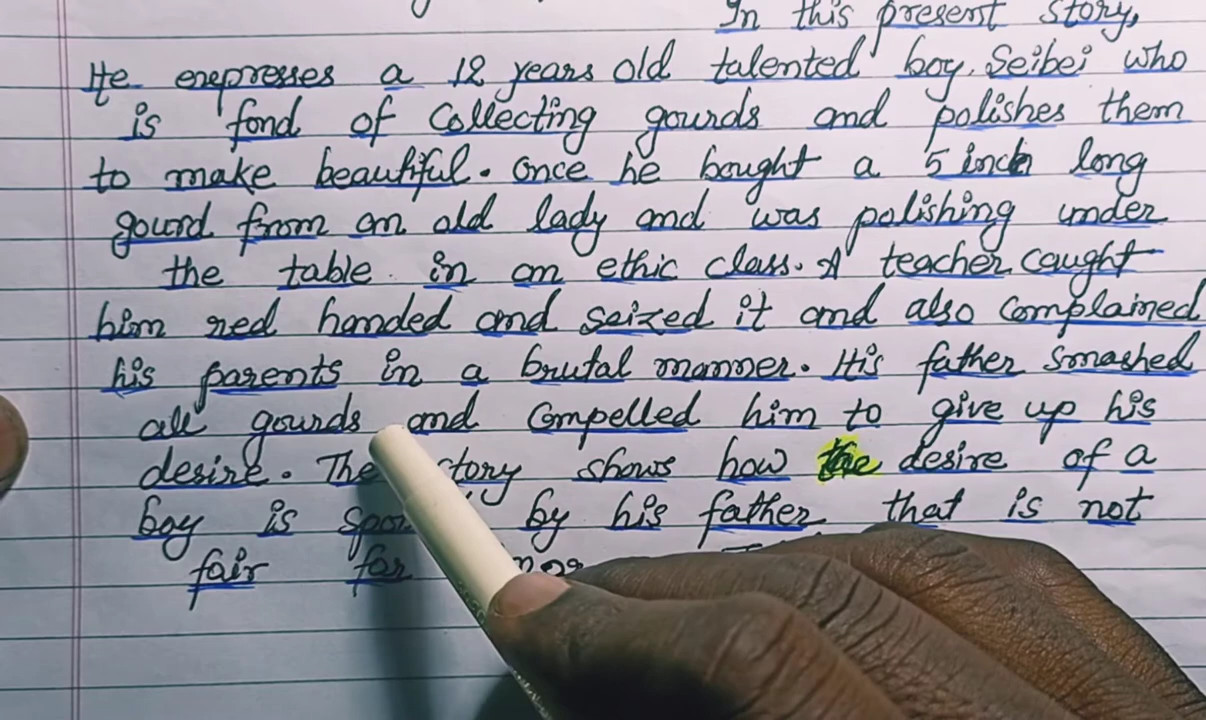 In this present story,
He expresses a 12 years old talented boy, Seibei who
is fond of collecting gourds and polishes them
to make beautiful. Once he bought a 5 inch long
gourd from an old lady and was polishing under
the table in an ethic class. A teacher caught
him red handed and seized it and also complained
his parents in a brutal manner. His father smashed
all gourds and compelled him to give up his
desire. The story shows how the desire of a
boy is by his father that is not
fair for